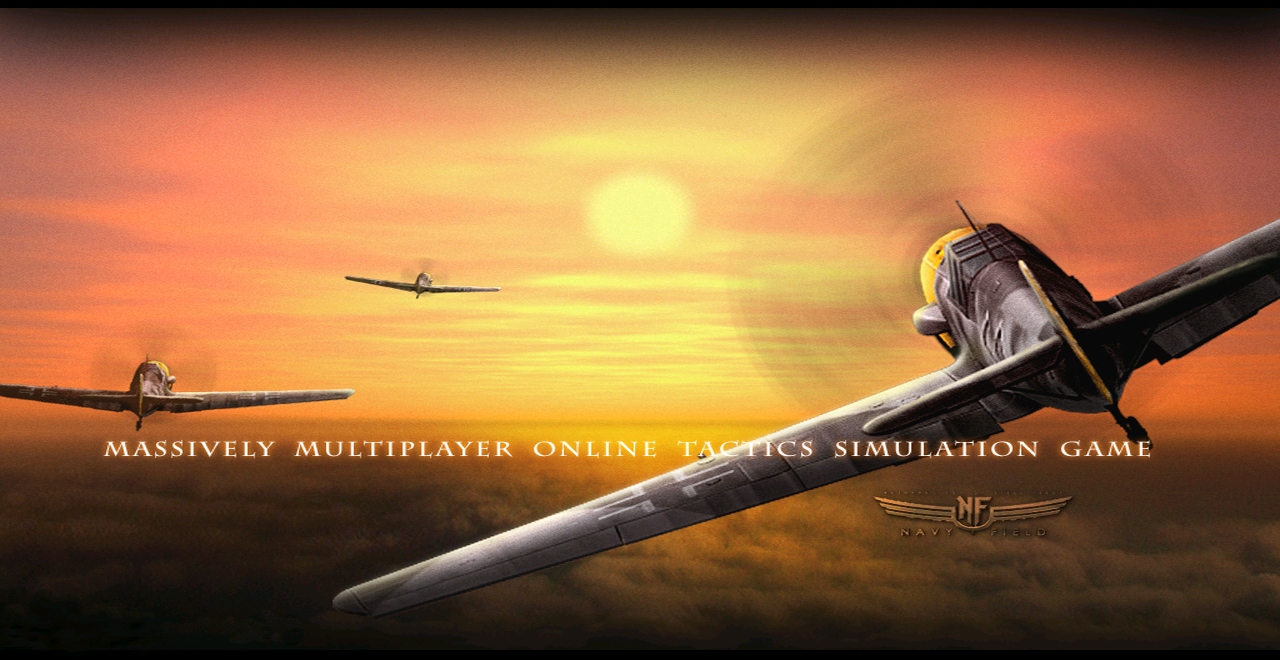 MASSIVELY MULTIPLAYER ONLINE TACTICS SIMULATION GAME
NF
NAVY FIELD